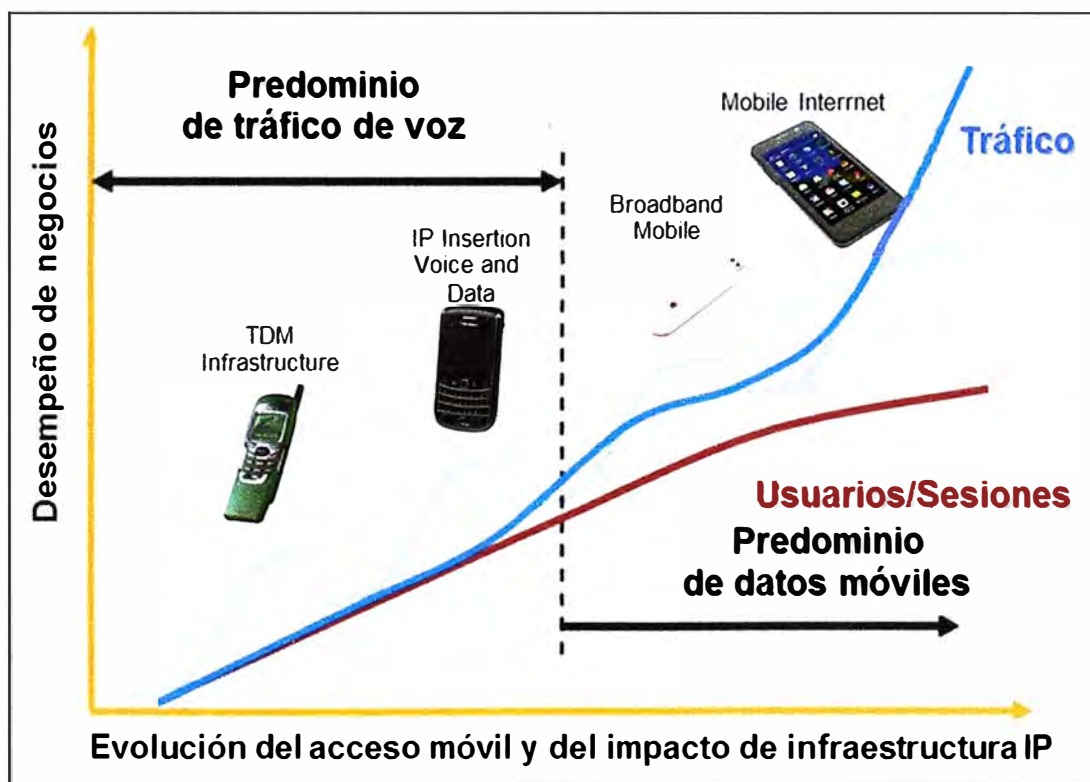 Predominio
de tráfico de voz
Mobile Interrnet
Tráfico
Broadband
Mobile
IP Insertion
Voice and
Data
TDM
Infrastructure
Desempeño de negocios
Usuarios/Sesiones
Predominio
de datos móviles
Evolución del acceso móvil y del impacto de infraestructura IP